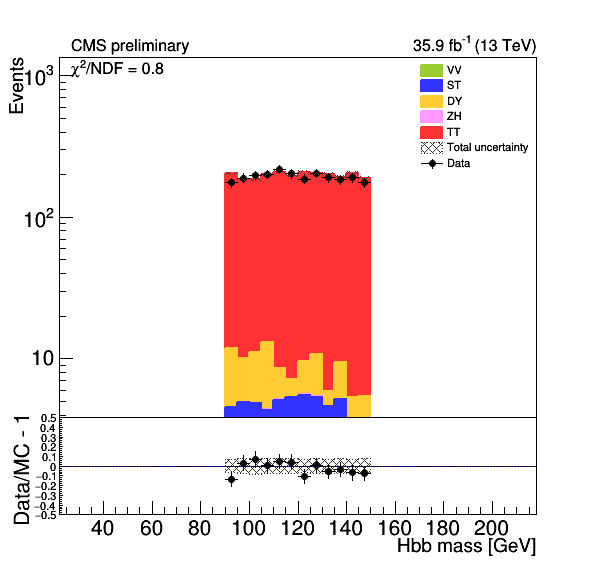 CMS preliminary
35.9 fb⁻¹ (13 TeV)
Events
χ²/NDF = 0.8
VV
ST
DY
ZH
TT
Total uncertainty
Data
10³
10²
10
Data/MC - 1
0.5
0.4
0.3
0.2
0.1
0
−0.1
−0.2
−0.3
−0.4
−0.5
40 60 80 100 120 140 160 180 200
Hbb mass [GeV]